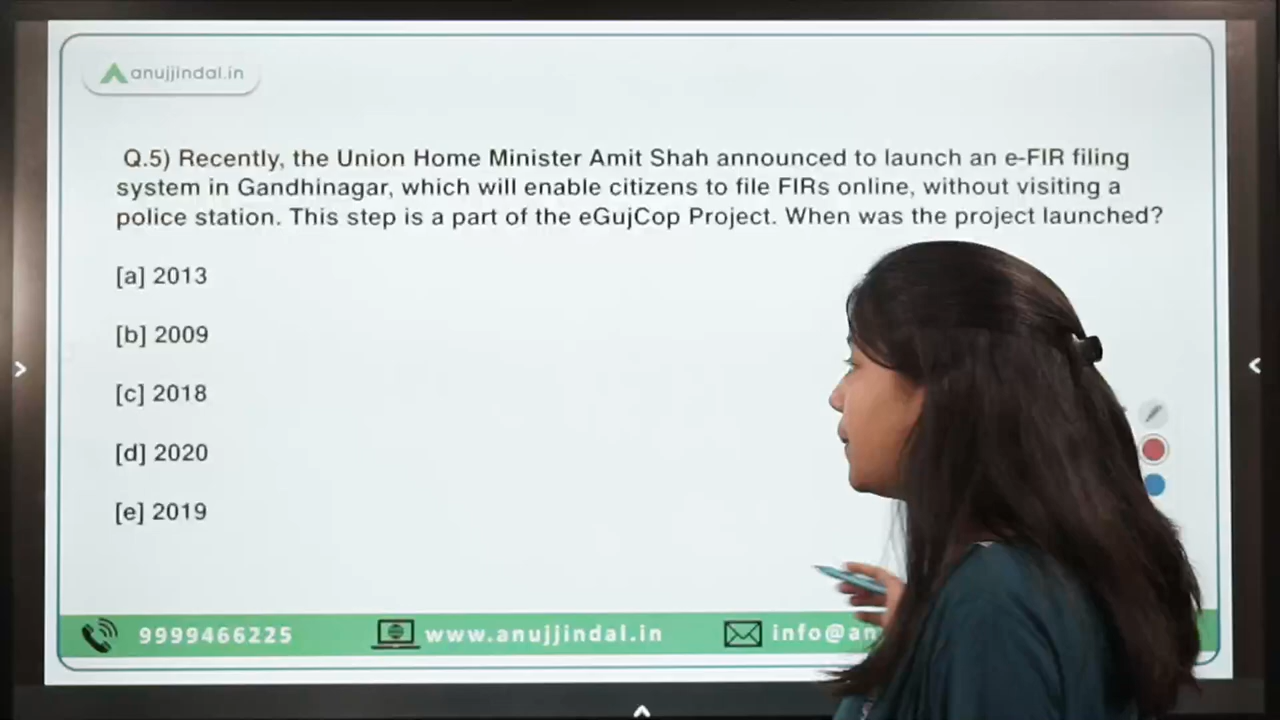 anujjindal.in
Q.5) Recently, the Union Home Minister Amit Shah announced to launch an e-FIR filing
system in Gandhinagar, which will enable citizens to file FIRs online, without visiting a
police station. This step is a part of the eGujCop Project. When was the project launched?
[a] 2013
[b] 2009
[c] 2018
[d] 2020
[e] 2019
9999466225 www.anujjindal.in info@an